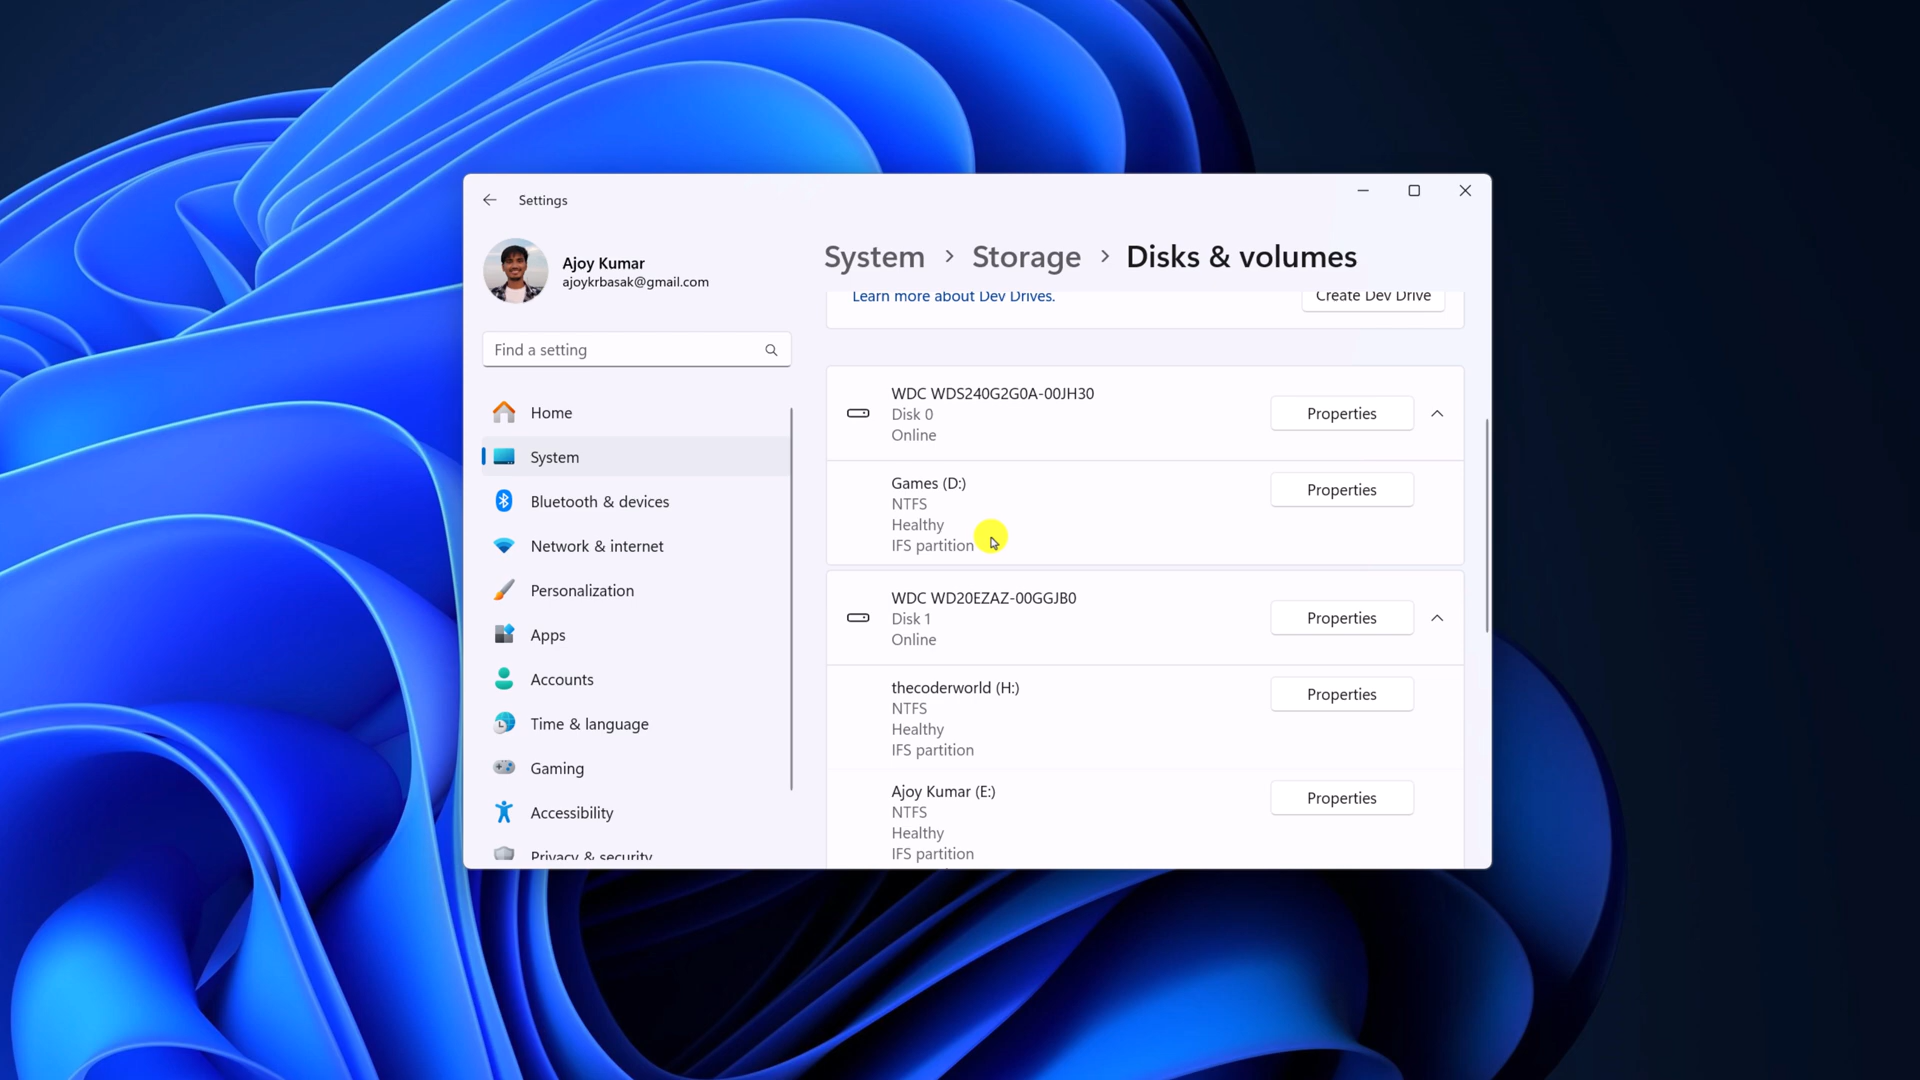 Settings
Ajoy Kumar
ajoykrbasak@gmail.com
Find a setting
Home
System
Bluetooth & devices
Network & internet
Personalization
Apps
Accounts
Time & language
Gaming
Accessibility
Privacy & security
System > Storage > Disks & volumes
Learn more about Dev Drives.
Create Dev Drive
WDC WDS240G2G0A-00JH30
Disk 0
Online
Properties
Games (D:)
NTFS
Healthy
IFS partition
Properties
WDC WD20EZAZ-00GGJB0
Disk 1
Online
Properties
thecoderworld (H:)
NTFS
Healthy
IFS partition
Properties
Ajoy Kumar (E:)
NTFS
Healthy
IFS partition
Properties